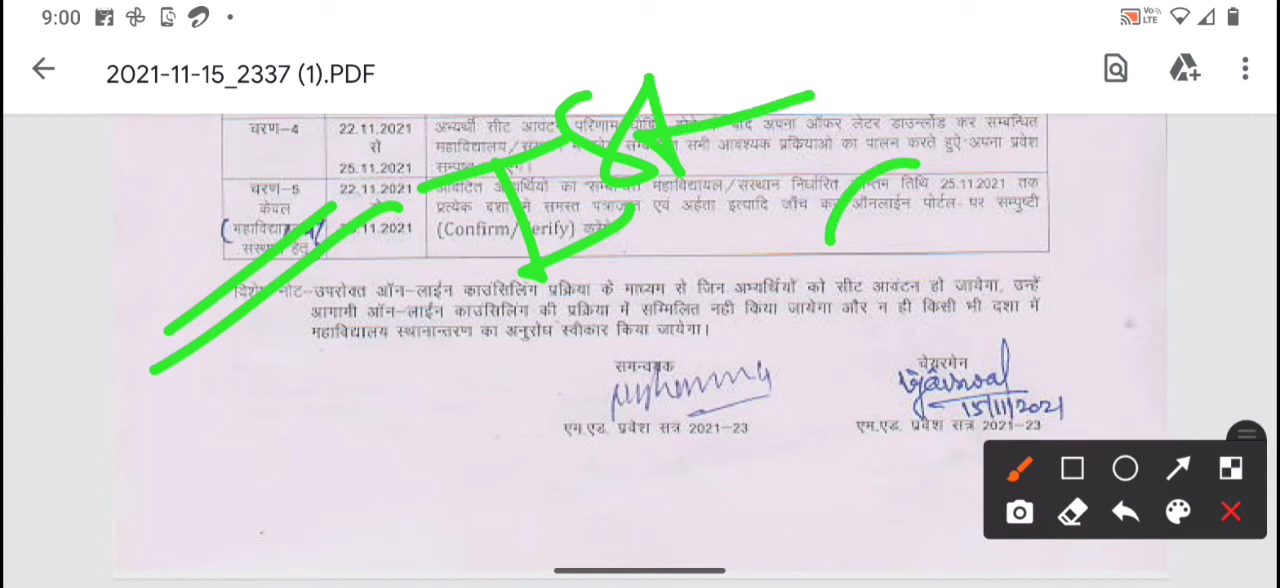 9:00
Vo LTE
2021-11-15_2337 (1).PDF
चरण-4 22.11.2021 अभ्यर्थी सीट आवंटन परिणाम अपना ऑफर लेटर डाउनलोड कर सम्बन्धित
से महाविद्यालय/ सभी आवश्यक प्रकियाओ का पालन करते हुऐ-अपना प्रवेश
25.11.2021
चरण-5 22.11.2021 का महाविद्यायल/संस्थान निर्धारित तिथि 25.11.2021 तक
केवल प्रत्येक दशा समस्त एवं अर्हता इत्यादि जाँच ऑनलाईन पोर्टल-पर सम्पुष्टी
11.2021 (Confirm/
हेतु
नोट-उपरोक्त ऑन-लाईन काउंसिलिंग प्रक्रिया के माध्यम से जिन अभ्यर्थियों को सीट आवंटन हो जायेगा, उन्हें
आगामी ऑन-लाईन काउंसिलिंग की प्रक्रिया में सम्मिलित नही किया जायेगा और न ही किसी भी दशा में
महाविद्यालय स्थानान्तरण का अनुरोध स्वीकार किया जायेगा।
समन्वयक चेयरमेन
15/11/2021
एम.एड. प्रवेश सत्र 2021-23 एम.एड. प्रवेश सत्र 2021-23